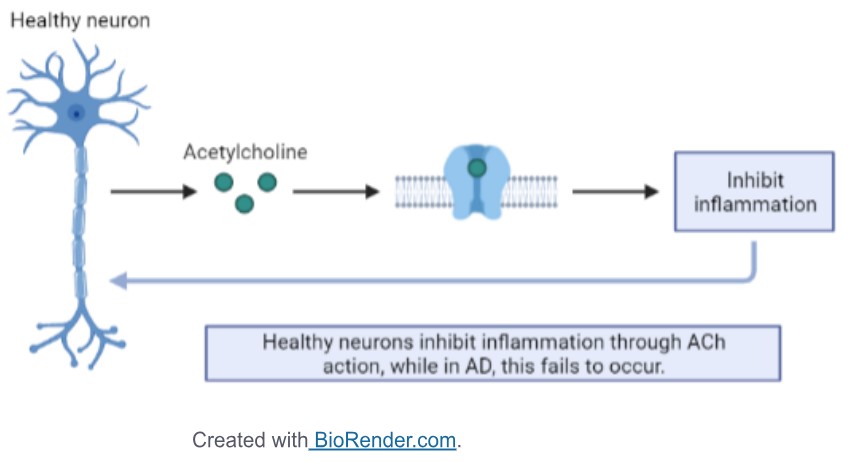 Healthy neuron
Acetylcholine
Inhibit
inflammation
Healthy neurons inhibit inflammation through ACh
action, while in AD, this fails to occur.
Created with BioRender.com.